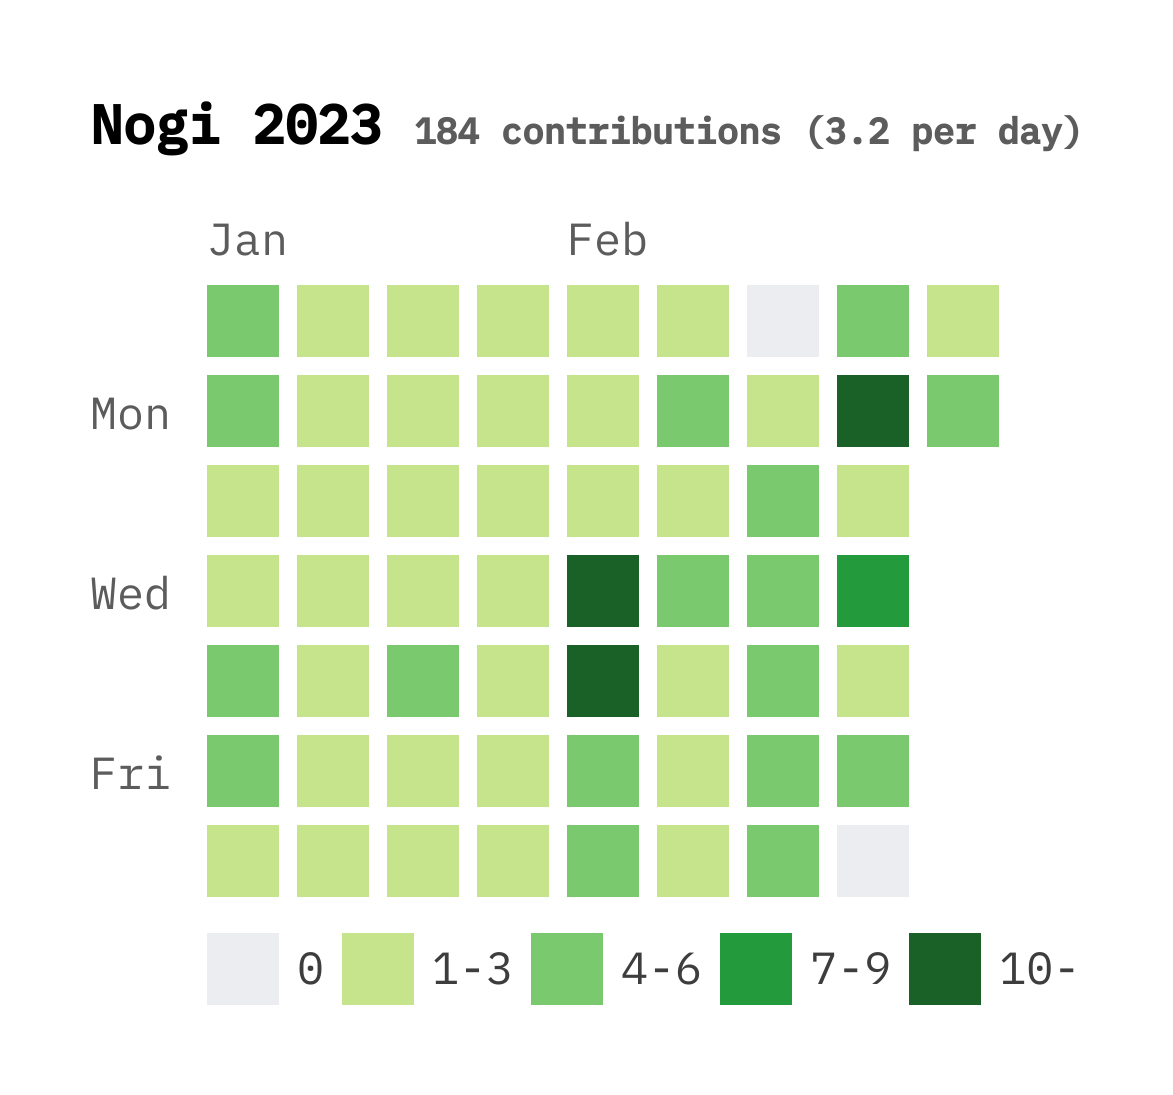 Nogi 2023 184 contributions (3.2 per day)
Jan Feb
Mon
Wed
Fri
0 1-3 4-6 7-9 10-